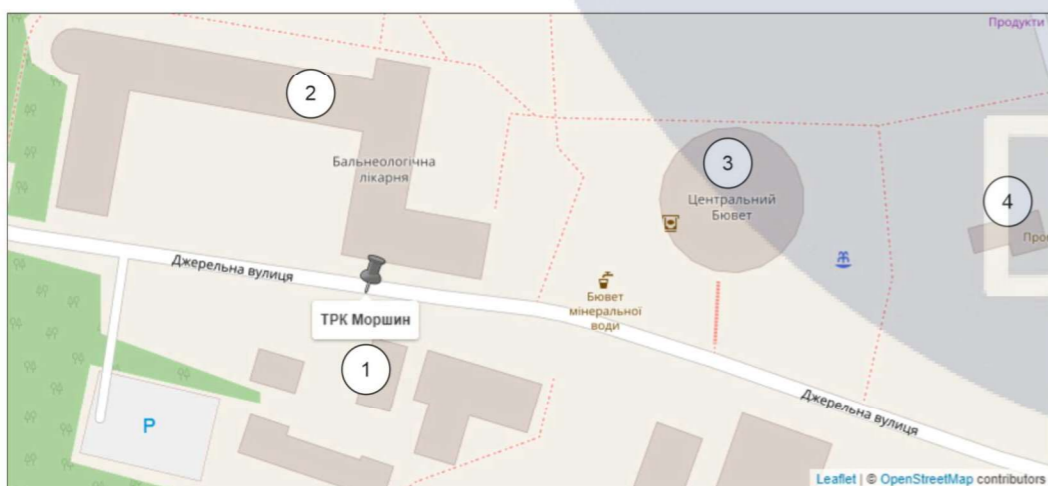 Продукти
2
Бальнеологічна
лікарня
3
Центральний
Бювет
4
Про
Джерельна вулиця
ТРК Моршин
Бювет
мінеральної
води
1
Джерельна вулиця
P
Leaflet | © OpenStreetMap contributors